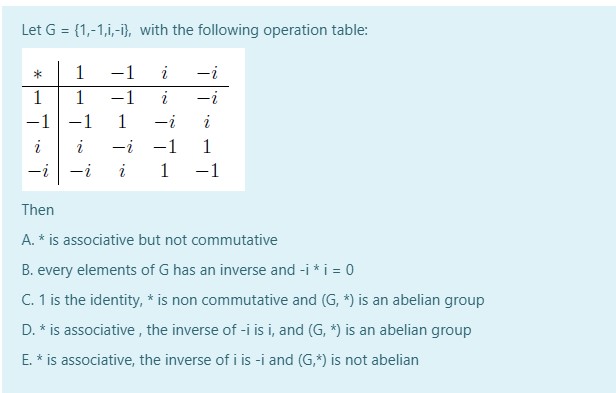 Let G = {1,-1,i,-i}, with the following operation table:
* 1 −1 i −i
1 1 −1 i −i
−1 −1 1 −i i
i i −i −1 1
−i −i i 1 −1
Then
A. * is associative but not commutative
B. every elements of G has an inverse and -i * i = 0
C. 1 is the identity, * is non commutative and (G, *) is an abelian group
D. * is associative , the inverse of -i is i, and (G, *) is an abelian group
E. * is associative, the inverse of i is -i and (G,*) is not abelian